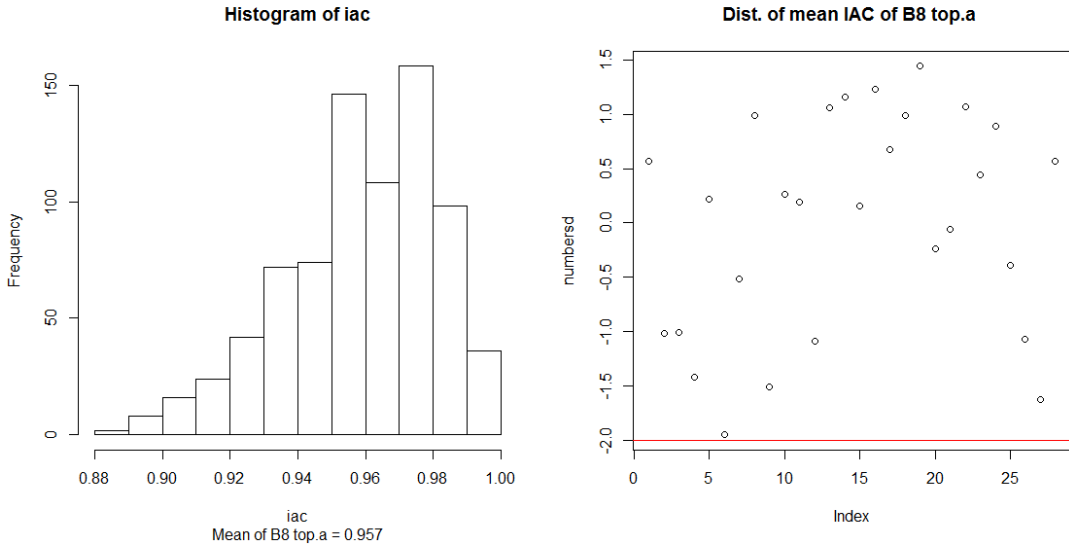 Histogram of iac
Frequency
0
50
100
150
0.88 0.90 0.92 0.94 0.96 0.98 1.00
iac
Mean of B8 top.a = 0.957
Dist. of mean IAC of B8 top.a
numbersd
1.5
1.0
0.5
0.0
-0.5
-1.0
-1.5
-2.0
0 5 10 15 20 25
Index